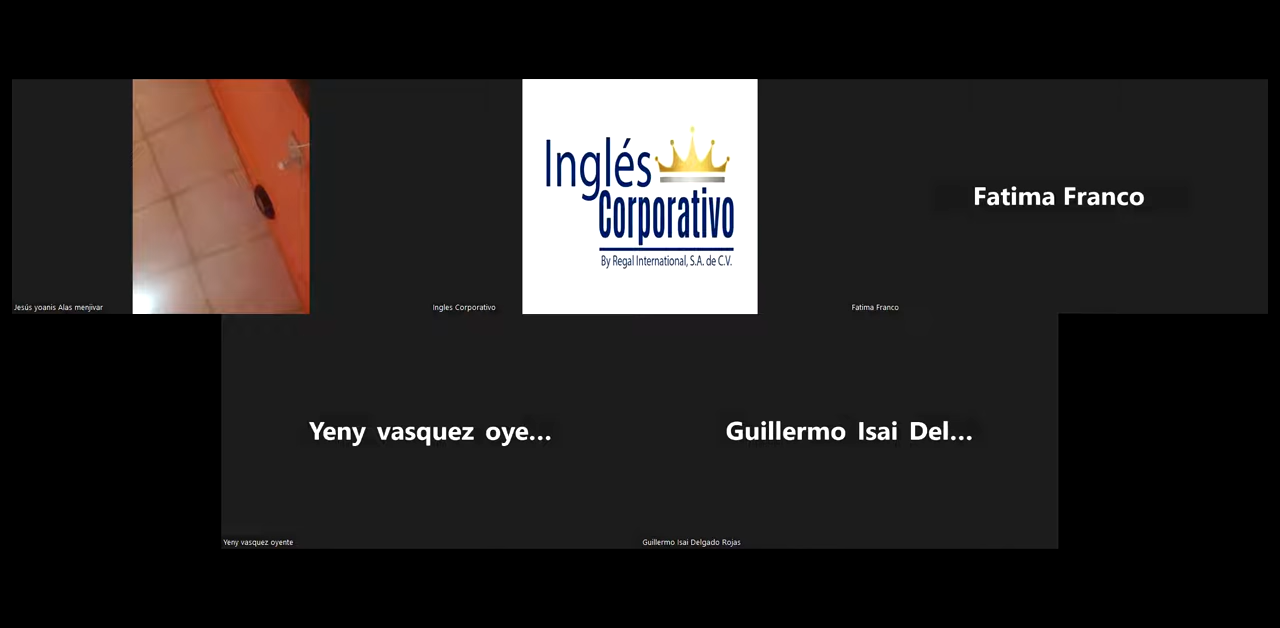 Inglés
Corporativo
By Regal International, S.A. de C.V.
Fatima Franco
Jesús yoanis Alas menjivar
Ingles Corporativo
Fatima Franco
Yeny vasquez oye...
Guillermo Isai Del...
Yeny vasquez oyente
Guillermo Isai Delgado Rojas